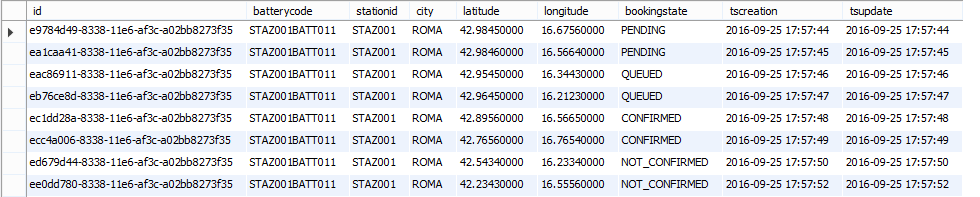 id batterycode stationid city latitude longitude bookingstate tscreation tsupdate
e9784d49-8338-11e6-af3c-a02bb8273f35 STAZ001BATT011 STAZ001 ROMA 42.98450000 16.67560000 PENDING 2016-09-25 17:57:44 2016-09-25 17:57:44
ea1caa41-8338-11e6-af3c-a02bb8273f35 STAZ001BATT011 STAZ001 ROMA 42.98460000 16.56640000 PENDING 2016-09-25 17:57:45 2016-09-25 17:57:45
eac86911-8338-11e6-af3c-a02bb8273f35 STAZ001BATT011 STAZ001 ROMA 42.95450000 16.34430000 QUEUED 2016-09-25 17:57:46 2016-09-25 17:57:46
eb76ce8d-8338-11e6-af3c-a02bb8273f35 STAZ001BATT011 STAZ001 ROMA 42.96450000 16.21230000 QUEUED 2016-09-25 17:57:47 2016-09-25 17:57:47
ec1dd28a-8338-11e6-af3c-a02bb8273f35 STAZ001BATT011 STAZ001 ROMA 42.89560000 16.56650000 CONFIRMED 2016-09-25 17:57:48 2016-09-25 17:57:48
ecc4a006-8338-11e6-af3c-a02bb8273f35 STAZ001BATT011 STAZ001 ROMA 42.76560000 16.76540000 CONFIRMED 2016-09-25 17:57:49 2016-09-25 17:57:49
ed679d44-8338-11e6-af3c-a02bb8273f35 STAZ001BATT011 STAZ001 ROMA 42.54340000 16.23340000 NOT_CONFIRMED 2016-09-25 17:57:50 2016-09-25 17:57:50
ee0dd780-8338-11e6-af3c-a02bb8273f35 STAZ001BATT011 STAZ001 ROMA 42.23430000 16.55560000 NOT_CONFIRMED 2016-09-25 17:57:52 2016-09-25 17:57:52